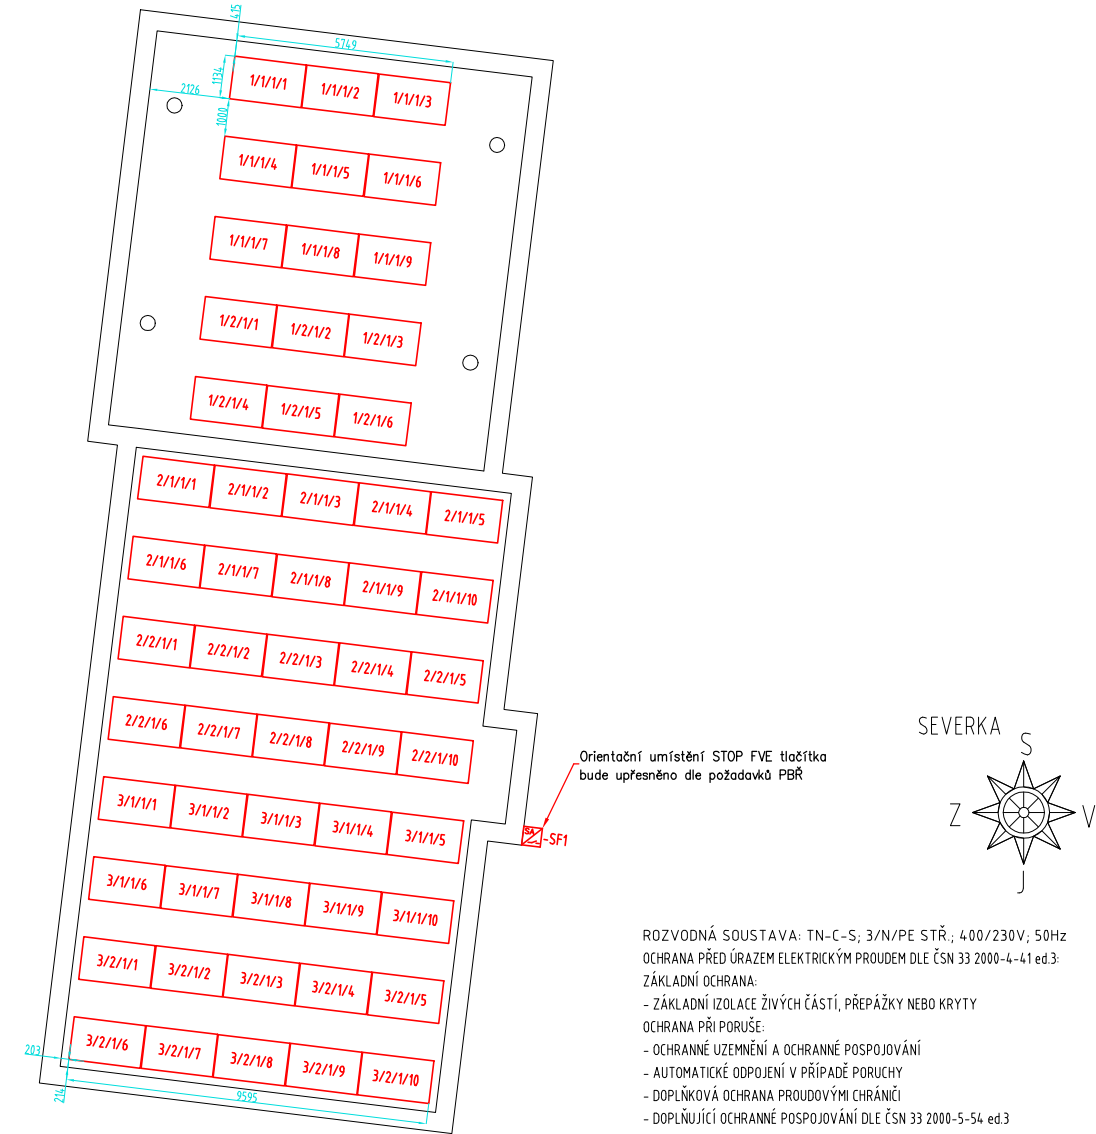 415
5749
1134
2126
1000
1/1/1/1 1/1/1/2 1/1/1/3
1/1/1/4 1/1/1/5 1/1/1/6
1/1/1/7 1/1/1/8 1/1/1/9
1/2/1/1 1/2/1/2 1/2/1/3
1/2/1/4 1/2/1/5 1/2/1/6
2/1/1/1 2/1/1/2 2/1/1/3 2/1/1/4 2/1/1/5
2/1/1/6 2/1/1/7 2/1/1/8 2/1/1/9 2/1/1/10
2/2/1/1 2/2/1/2 2/2/1/3 2/2/1/4 2/2/1/5
2/2/1/6 2/2/1/7 2/2/1/8 2/2/1/9 2/2/1/10
3/1/1/1 3/1/1/2 3/1/1/3 3/1/1/4 3/1/1/5
3/1/1/6 3/1/1/7 3/1/1/8 3/1/1/9 3/1/1/10
3/2/1/1 3/2/1/2 3/2/1/3 3/2/1/4 3/2/1/5
3/2/1/6 3/2/1/7 3/2/1/8 3/2/1/9 3/2/1/10
203
214
9595
Orientační umístění STOP FVE tlačítka
bude upřesněno dle požadavků PBŘ
SA
-SF1
SEVERKA
S
Z
V
J
ROZVODNÁ SOUSTAVA: TN-C-S; 3/N/PE STŘ.; 400/230V; 50Hz
OCHRANA PŘED ÚRAZEM ELEKTRICKÝM PROUDEM DLE ČSN 33 2000-4-41 ed.3:
ZÁKLADNÍ OCHRANA:
- ZÁKLADNÍ IZOLACE ŽIVÝCH ČÁSTÍ, PŘEPÁŽKY NEBO KRYTY
OCHRANA PŘI PORUŠE:
- OCHRANNÉ UZEMNĚNÍ A OCHRANNÉ POSPOJOVÁNÍ
- AUTOMATICKÉ ODPOJENÍ V PŘÍPADĚ PORUCHY
- DOPLŇKOVÁ OCHRANA PROUDOVÝMI CHRÁNIČI
- DOPLŇUJÍCÍ OCHRANNÉ POSPOJOVÁNÍ DLE ČSN 33 2000-5-54 ed.3